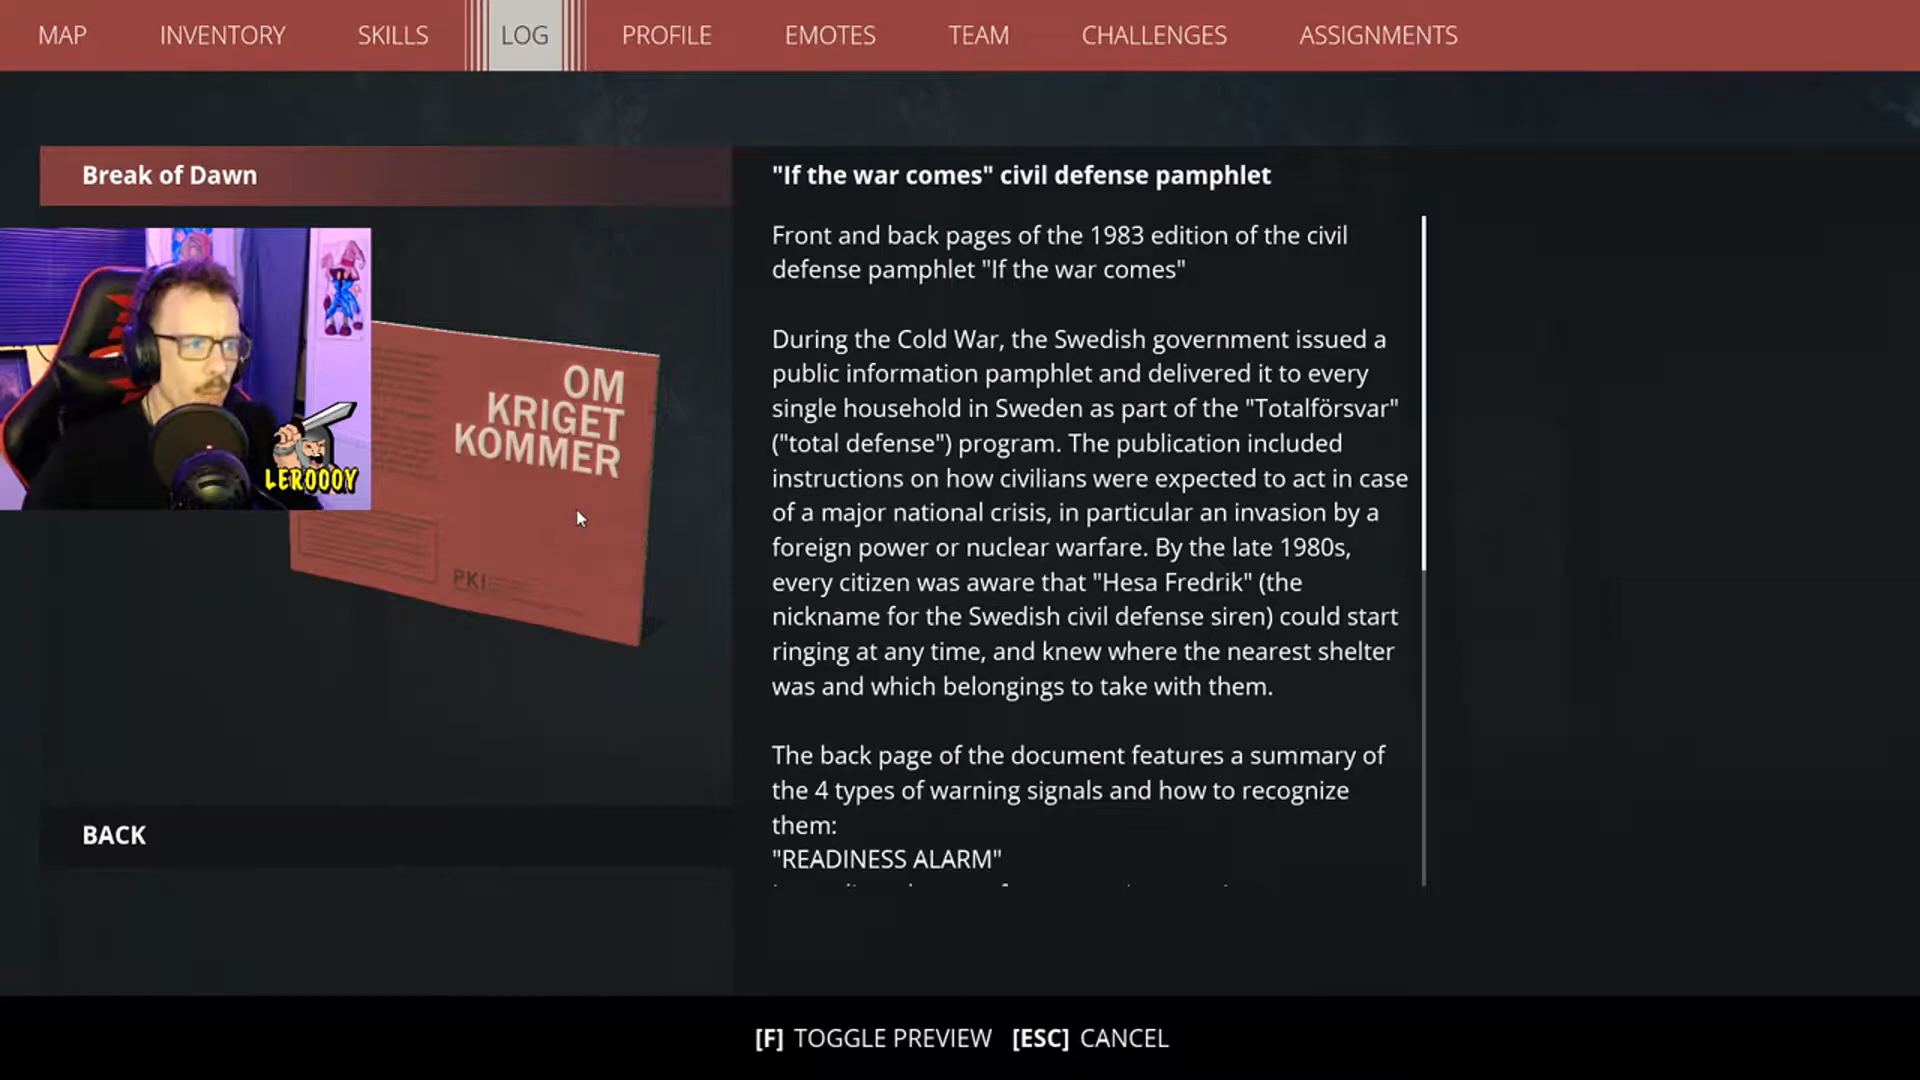 MAP INVENTORY SKILLS LOG PROFILE EMOTES TEAM CHALLENGES ASSIGNMENTS
Break of Dawn
OM
KRIGET
KOMMER
PKI
LEROOOY
BACK
"If the war comes" civil defense pamphlet
Front and back pages of the 1983 edition of the civil
defense pamphlet "If the war comes"
During the Cold War, the Swedish government issued a
public information pamphlet and delivered it to every
single household in Sweden as part of the "Totalförsvar"
("total defense") program. The publication included
instructions on how civilians were expected to act in case
of a major national crisis, in particular an invasion by a
foreign power or nuclear warfare. By the late 1980s,
every citizen was aware that "Hesa Fredrik" (the
nickname for the Swedish civil defense siren) could start
ringing at any time, and knew where the nearest shelter
was and which belongings to take with them.
The back page of the document features a summary of
the 4 types of warning signals and how to recognize
them:
"READINESS ALARM"
[F] TOGGLE PREVIEW [ESC] CANCEL